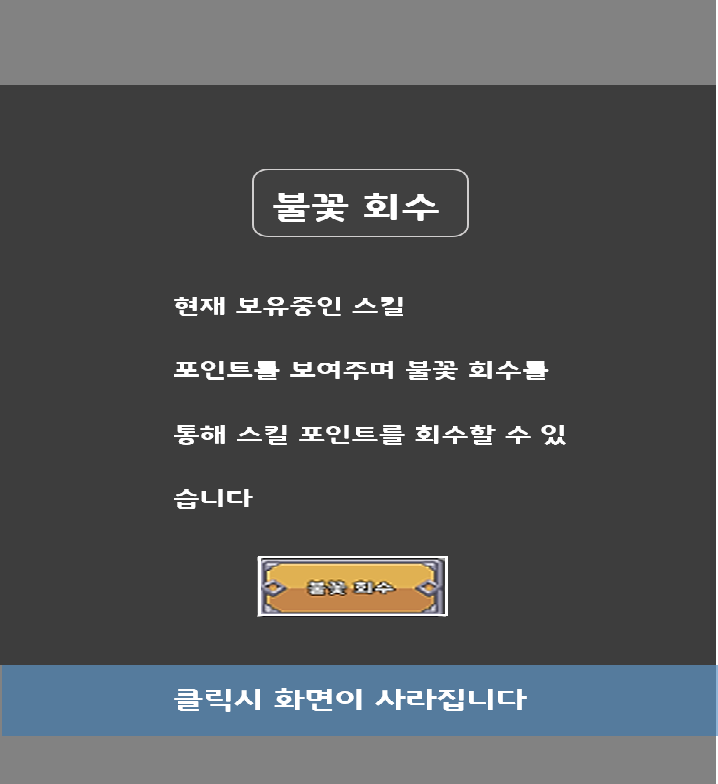 불꽃 회수
현재 보유중인 스킬
포인트를 보여주며 불꽃 회수를
통해 스킬 포인트를 회수할 수 있
습니다
불꽃 회수
클릭시 화면이 사라집니다